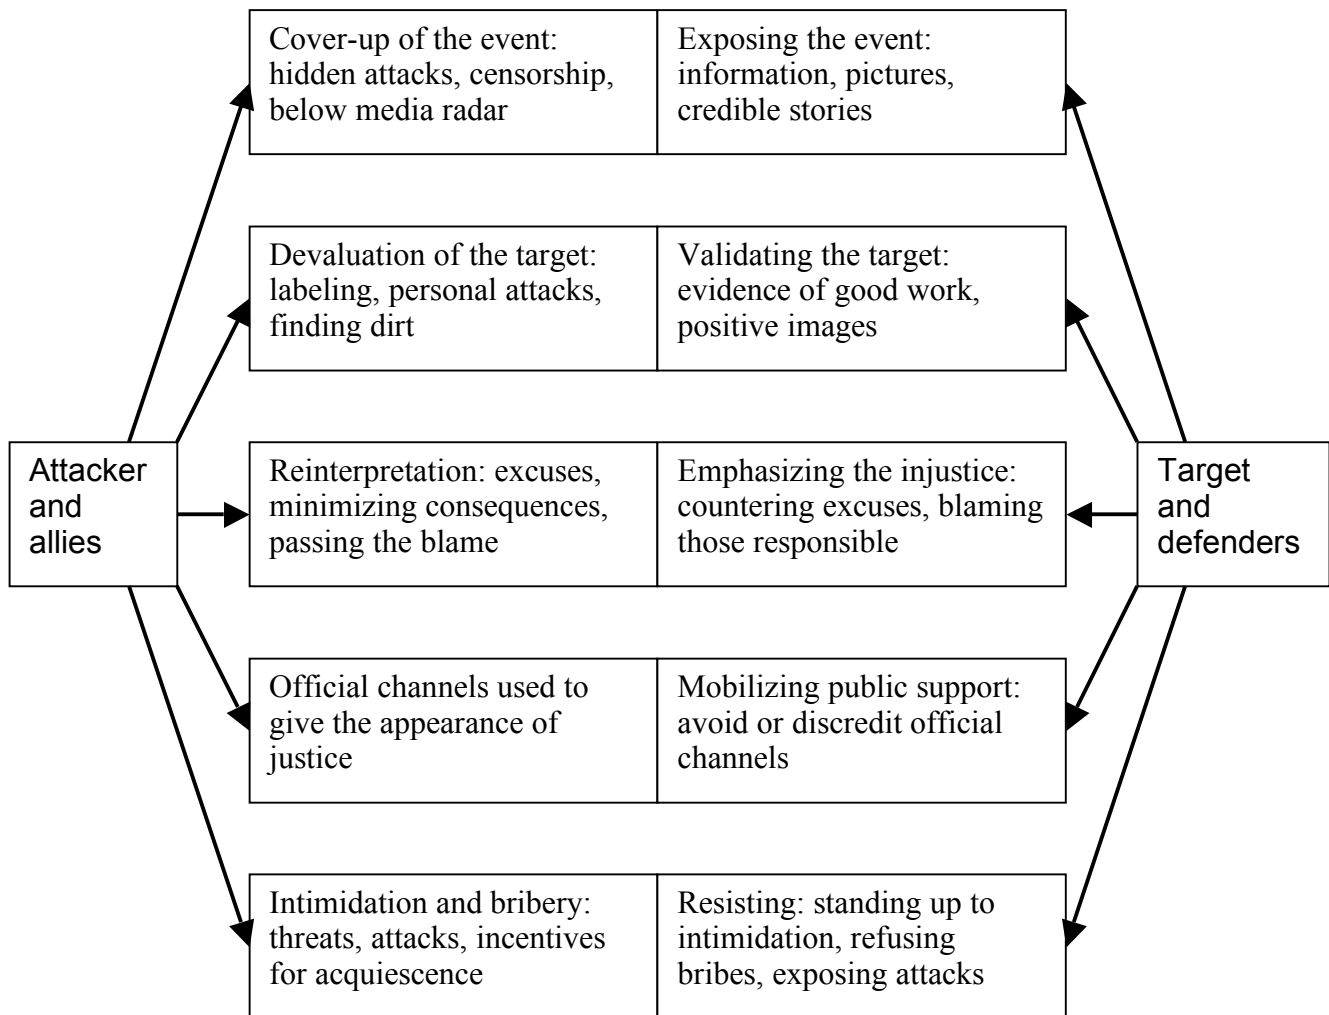 Cover-up of the event:
hidden attacks, censorship,
below media radar
Exposing the event:
information, pictures,
credible stories
Devaluation of the target:
labeling, personal attacks,
finding dirt
Validating the target:
evidence of good work,
positive images
Attacker
and
allies
Reinterpretation: excuses,
minimizing consequences,
passing the blame
Emphasizing the injustice:
countering excuses, blaming
those responsible
Target
and
defenders
Official channels used to
give the appearance of
justice
Mobilizing public support:
avoid or discredit official
channels
Intimidation and bribery:
threats, attacks, incentives
for acquiescence
Resisting: standing up to
intimidation, refusing
bribes, exposing attacks